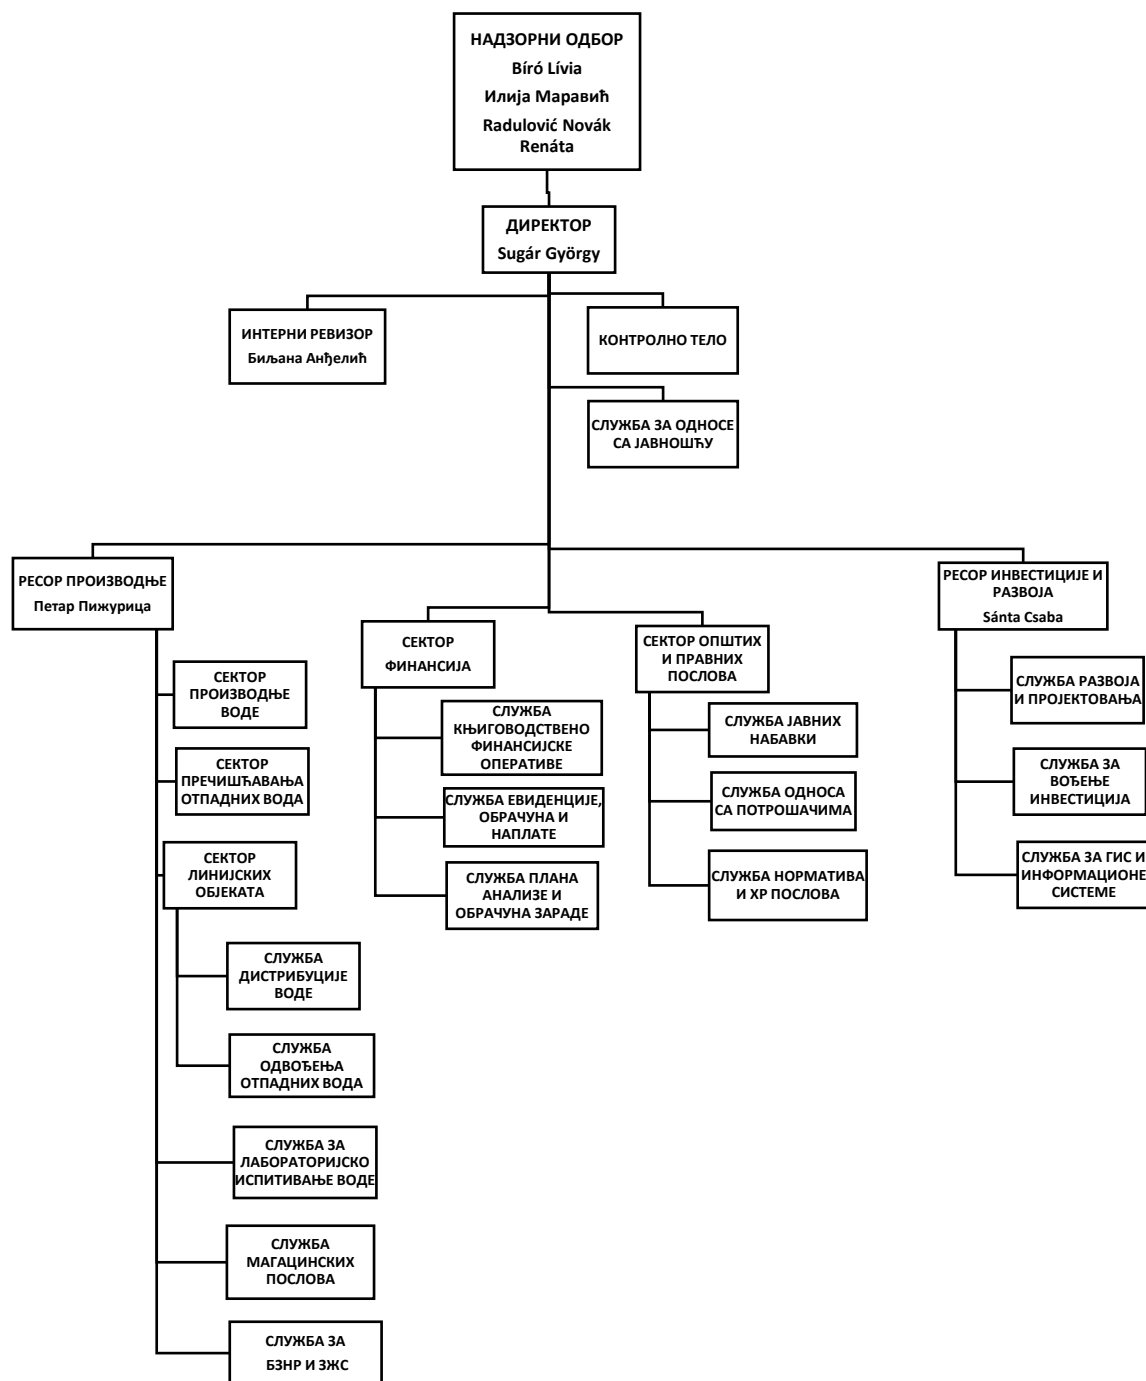 НАДЗОРНИ ОДБОР
Bíró Lívia
Илија Маравић
Radulović Novák
Renáta
ДИРЕКТОР
Sugár György
ИНТЕРНИ РЕВИЗОР
Биљана Анђелић
КОНТРОЛНО ТЕЛО
СЛУЖБА ЗА ОДНОСЕ
СА ЈАВНОШЋУ
РЕСОР ПРОИЗВОДЊЕ
Петар Пижурица
СЕКТОР
ПРОИЗВОДЊЕ
ВОДЕ
СЕКТОР
ПРЕЧИШЋАВАЊА
ОТПАДНИХ ВОДА
СЕКТОР
ЛИНИЈСКИХ
ОБЈЕКАТА
СЛУЖБА
ДИСТРИБУЦИЈЕ
ВОДЕ
СЛУЖБА
ОДВОЂЕЊА
ОТПАДНИХ ВОДА
СЛУЖБА ЗА
ЛАБОРАТОРИЈСКО
ИСПИТИВАЊЕ ВОДЕ
СЛУЖБА
МАГАЦИНСКИХ
ПОСЛОВА
СЛУЖБА ЗА
БЗНР И ЗЖС
СЕКТОР
ФИНАНСИЈА
СЛУЖБА
КЊИГОВОДСТВЕНО
ФИНАНСИЈСКЕ
ОПЕРАТИВЕ
СЛУЖБА ЕВИДЕНЦИЈЕ,
ОБРАЧУНА И
НАПЛАТЕ
СЛУЖБА ПЛАНА
АНАЛИЗЕ И
ОБРАЧУНА ЗАРАДЕ
СЕКТОР ОПШТИХ
И ПРАВНИХ
ПОСЛОВА
СЛУЖБА ЈАВНИХ
НАБАВКИ
СЛУЖБА ОДНОСА
СА ПОТРОШАЧИМА
СЛУЖБА НОРМАТИВА
И ХР ПОСЛОВА
РЕСОР ИНВЕСТИЦИЈЕ И
РАЗВОЈА
Sánta Csaba
СЛУЖБА РАЗВОЈА
И ПРОЈЕКТОВАЊА
СЛУЖБА ЗА
ВОЂЕЊЕ
ИНВЕСТИЦИЈА
СЛУЖБА ЗА ГИС И
ИНФОРМАЦИОНЕ
СИСТЕМЕ